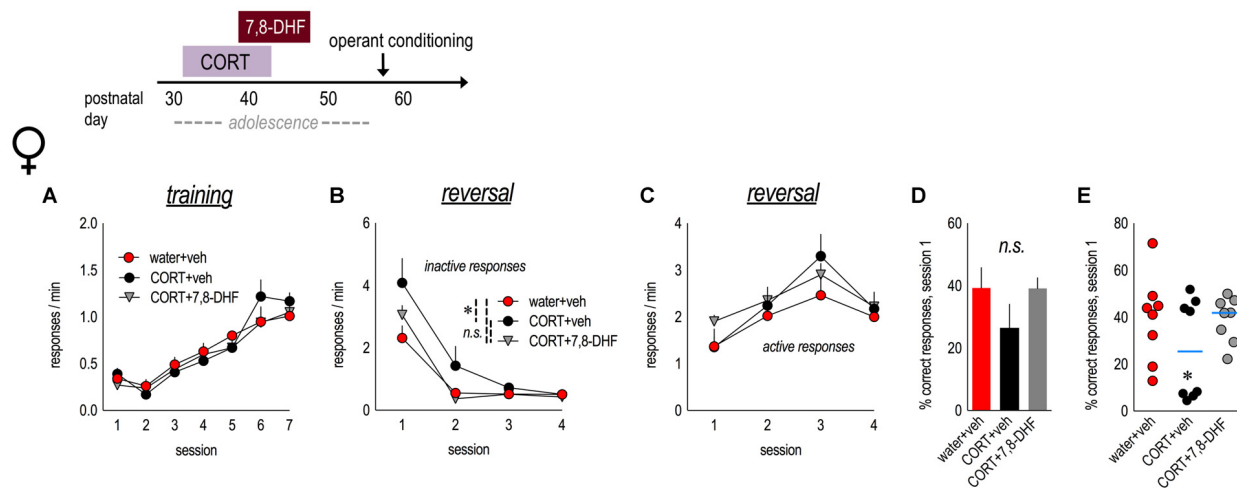 7,8-DHF
CORT
operant conditioning
postnatal day
30 40 50 60
adolescence
♀
A training
responses / min
2.0
1.5
1.0
0.5
0.0
water+veh
CORT+veh
CORT+7,8-DHF
1 2 3 4 5 6 7
session
B reversal
responses / min
6
4
2
0
inactive responses
*
n.s.
water+veh
CORT+veh
CORT+7,8-DHF
1 2 3 4
session
C reversal
responses / min
4
3
2
1
0
active responses
1 2 3 4
session
D
% correct responses, session 1
60
40
20
0
n.s.
water+veh
CORT+veh
CORT+7,8-DHF
E
% correct responses, session 1
80
60
40
20
0
*
water+veh
CORT+veh
CORT+7,8-DHF